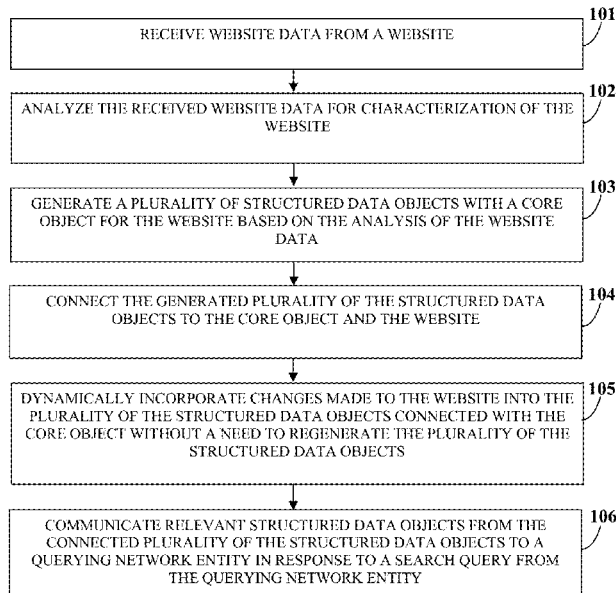 101
RECEIVE WEBSITE DATA FROM A WEBSITE
102
ANALYZE THE RECEIVED WEBSITE DATA FOR CHARACTERIZATION OF THE
WEBSITE
103
GENERATE A PLURALITY OF STRUCTURED DATA OBJECTS WITH A CORE
OBJECT FOR THE WEBSITE BASED ON THE ANALYSIS OF THE WEBSITE
DATA
104
CONNECT THE GENERATED PLURALITY OF THE STRUCTURED DATA
OBJECTS TO THE CORE OBJECT AND THE WEBSITE
105
DYNAMICALLY INCORPORATE CHANGES MADE TO THE WEBSITE INTO THE
PLURALITY OF THE STRUCTURED DATA OBJECTS CONNECTED WITH THE
CORE OBJECT WITHOUT A NEED TO REGENERATE THE PLURALITY OF THE
STRUCTURED DATA OBJECTS
106
COMMUNICATE RELEVANT STRUCTURED DATA OBJECTS FROM THE
CONNECTED PLURALITY OF THE STRUCTURED DATA OBJECTS TO A
QUERYING NETWORK ENTITY IN RESPONSE TO A SEARCH QUERY FROM
THE QUERYING NETWORK ENTITY